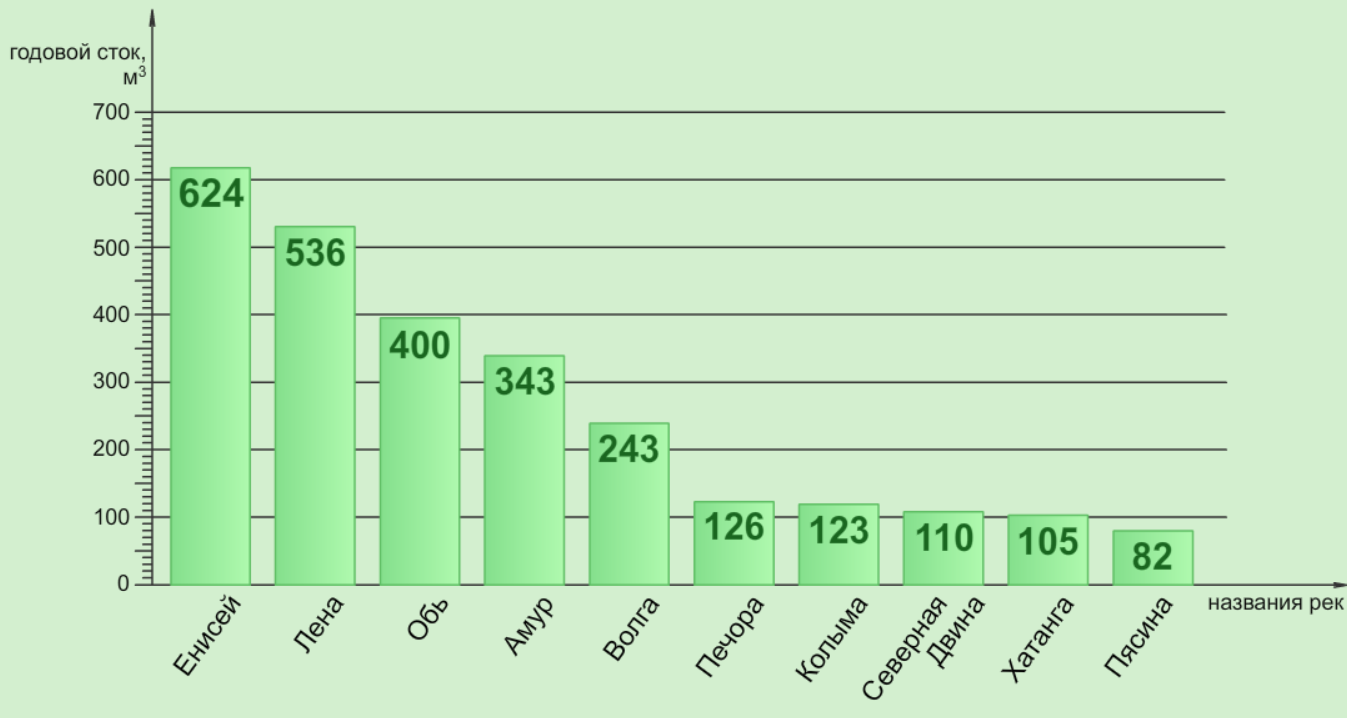 годовой сток,
м³
700
600
500
400
300
200
100
0
624
536
400
343
243
126
123
110
105
82
Енисей
Лена
Обь
Амур
Волга
Печора
Колыма
Северная
Двина
Хатанга
Пясина
названия рек